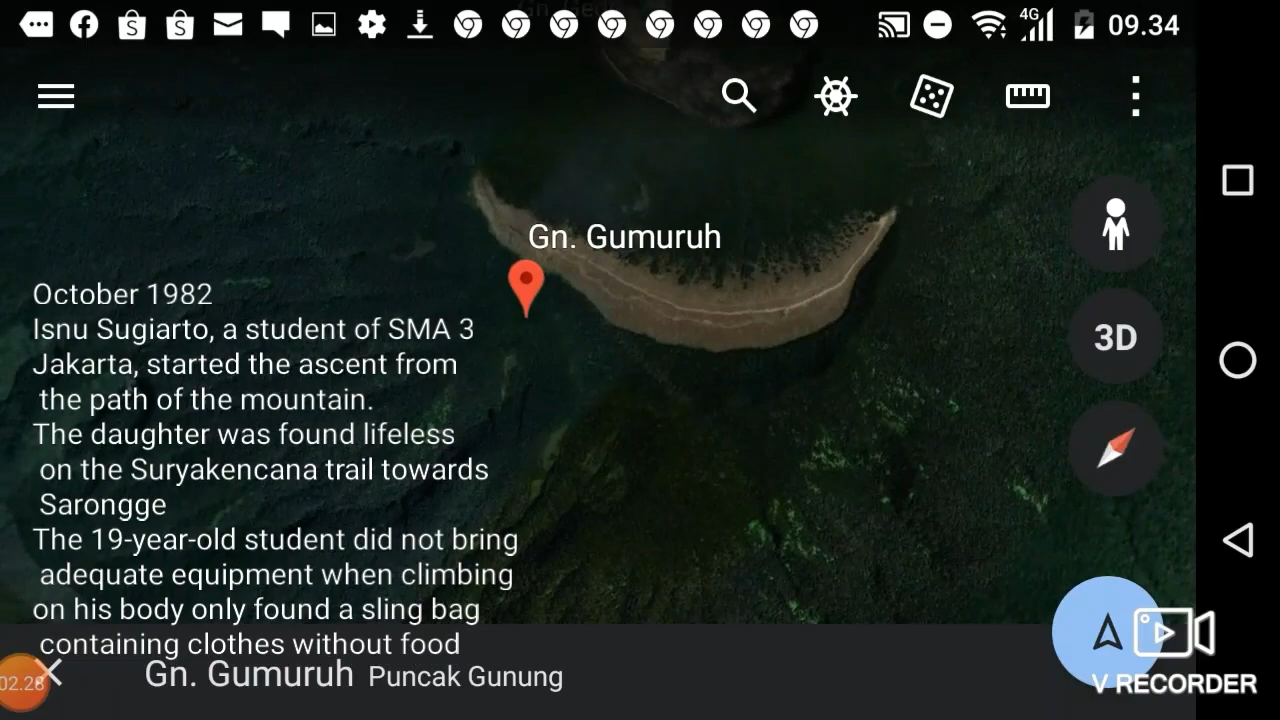 4G
09.34
Gn. Gumuruh
October 1982
Isnu Sugiarto, a student of SMA 3
Jakarta, started the ascent from
the path of the mountain.
The daughter was found lifeless
on the Suryakencana trail towards
Sarongge
The 19-year-old student did not bring
adequate equipment when climbing
on his body only found a sling bag
containing clothes without food
3D
02.28
Gn. Gumuruh Puncak Gunung
V RECORDER